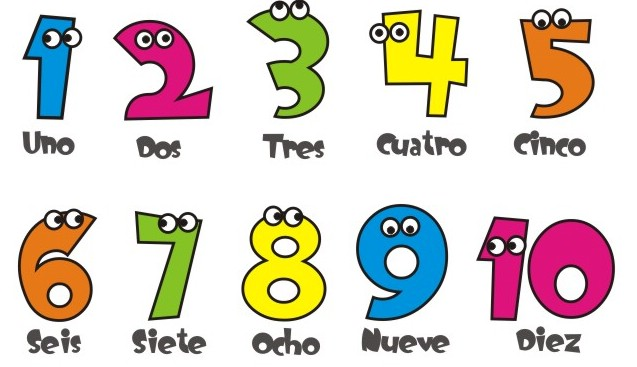 1 2 3 4 5
Uno Dos Tres Cuatro Cinco
6 7 8 9 10
Seis Siete Ocho Nueve Diez